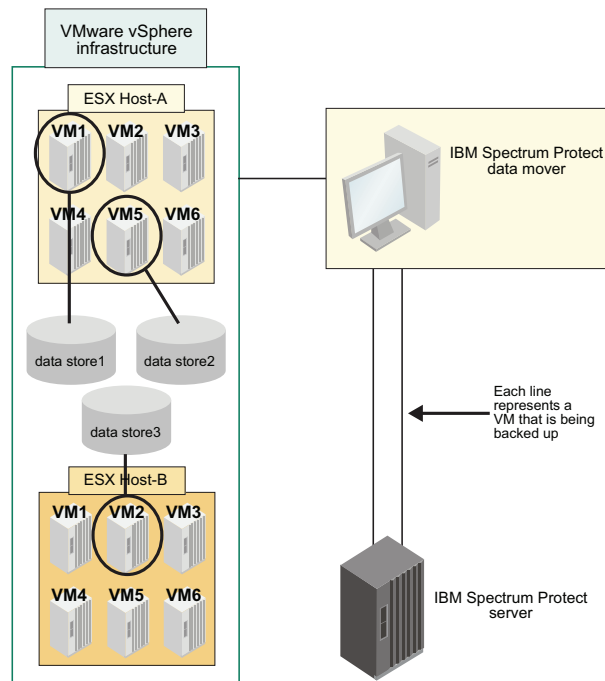 VMware vSphere
infrastructure
ESX Host-A
VM1 VM2 VM3
VM4 VM5 VM6
data store1
data store2
data store3
ESX Host-B
VM1 VM2 VM3
VM4 VM5 VM6
IBM Spectrum Protect
data mover
Each line
represents a
VM that is being
backed up
IBM Spectrum Protect
server